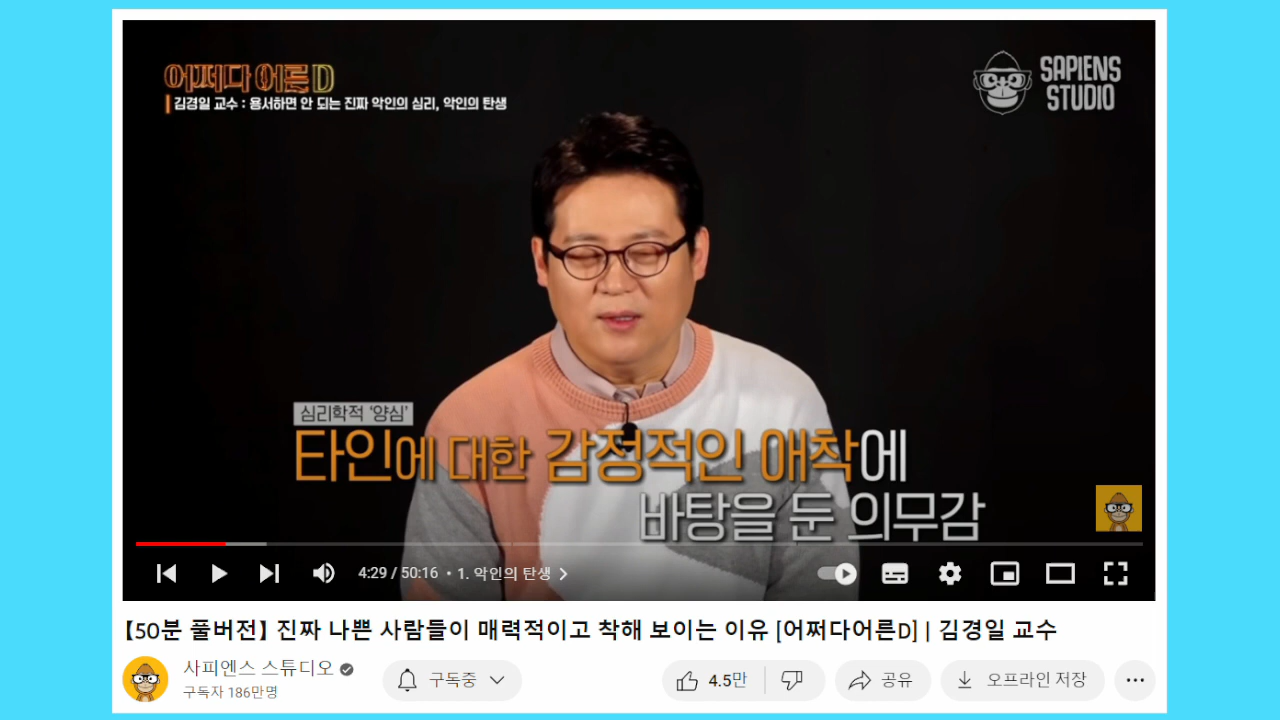 어쩌다 어른D
김경일 교수 : 용서하면 안 되는 진짜 악인의 심리, 악인의 탄생
SAPIENS
STUDIO
심리학적 '양심'
타인에 대한 감정적인 애착에
바탕을 둔 의무감
4:29 / 50:16 • 1. 악인의 탄생
【50분 풀버전】 진짜 나쁜 사람들이 매력적이고 착해 보이는 이유 [어쩌다어른D] | 김경일 교수
사피엔스 스튜디오
구독자 186만명
구독중
4.5만
공유
오프라인 저장